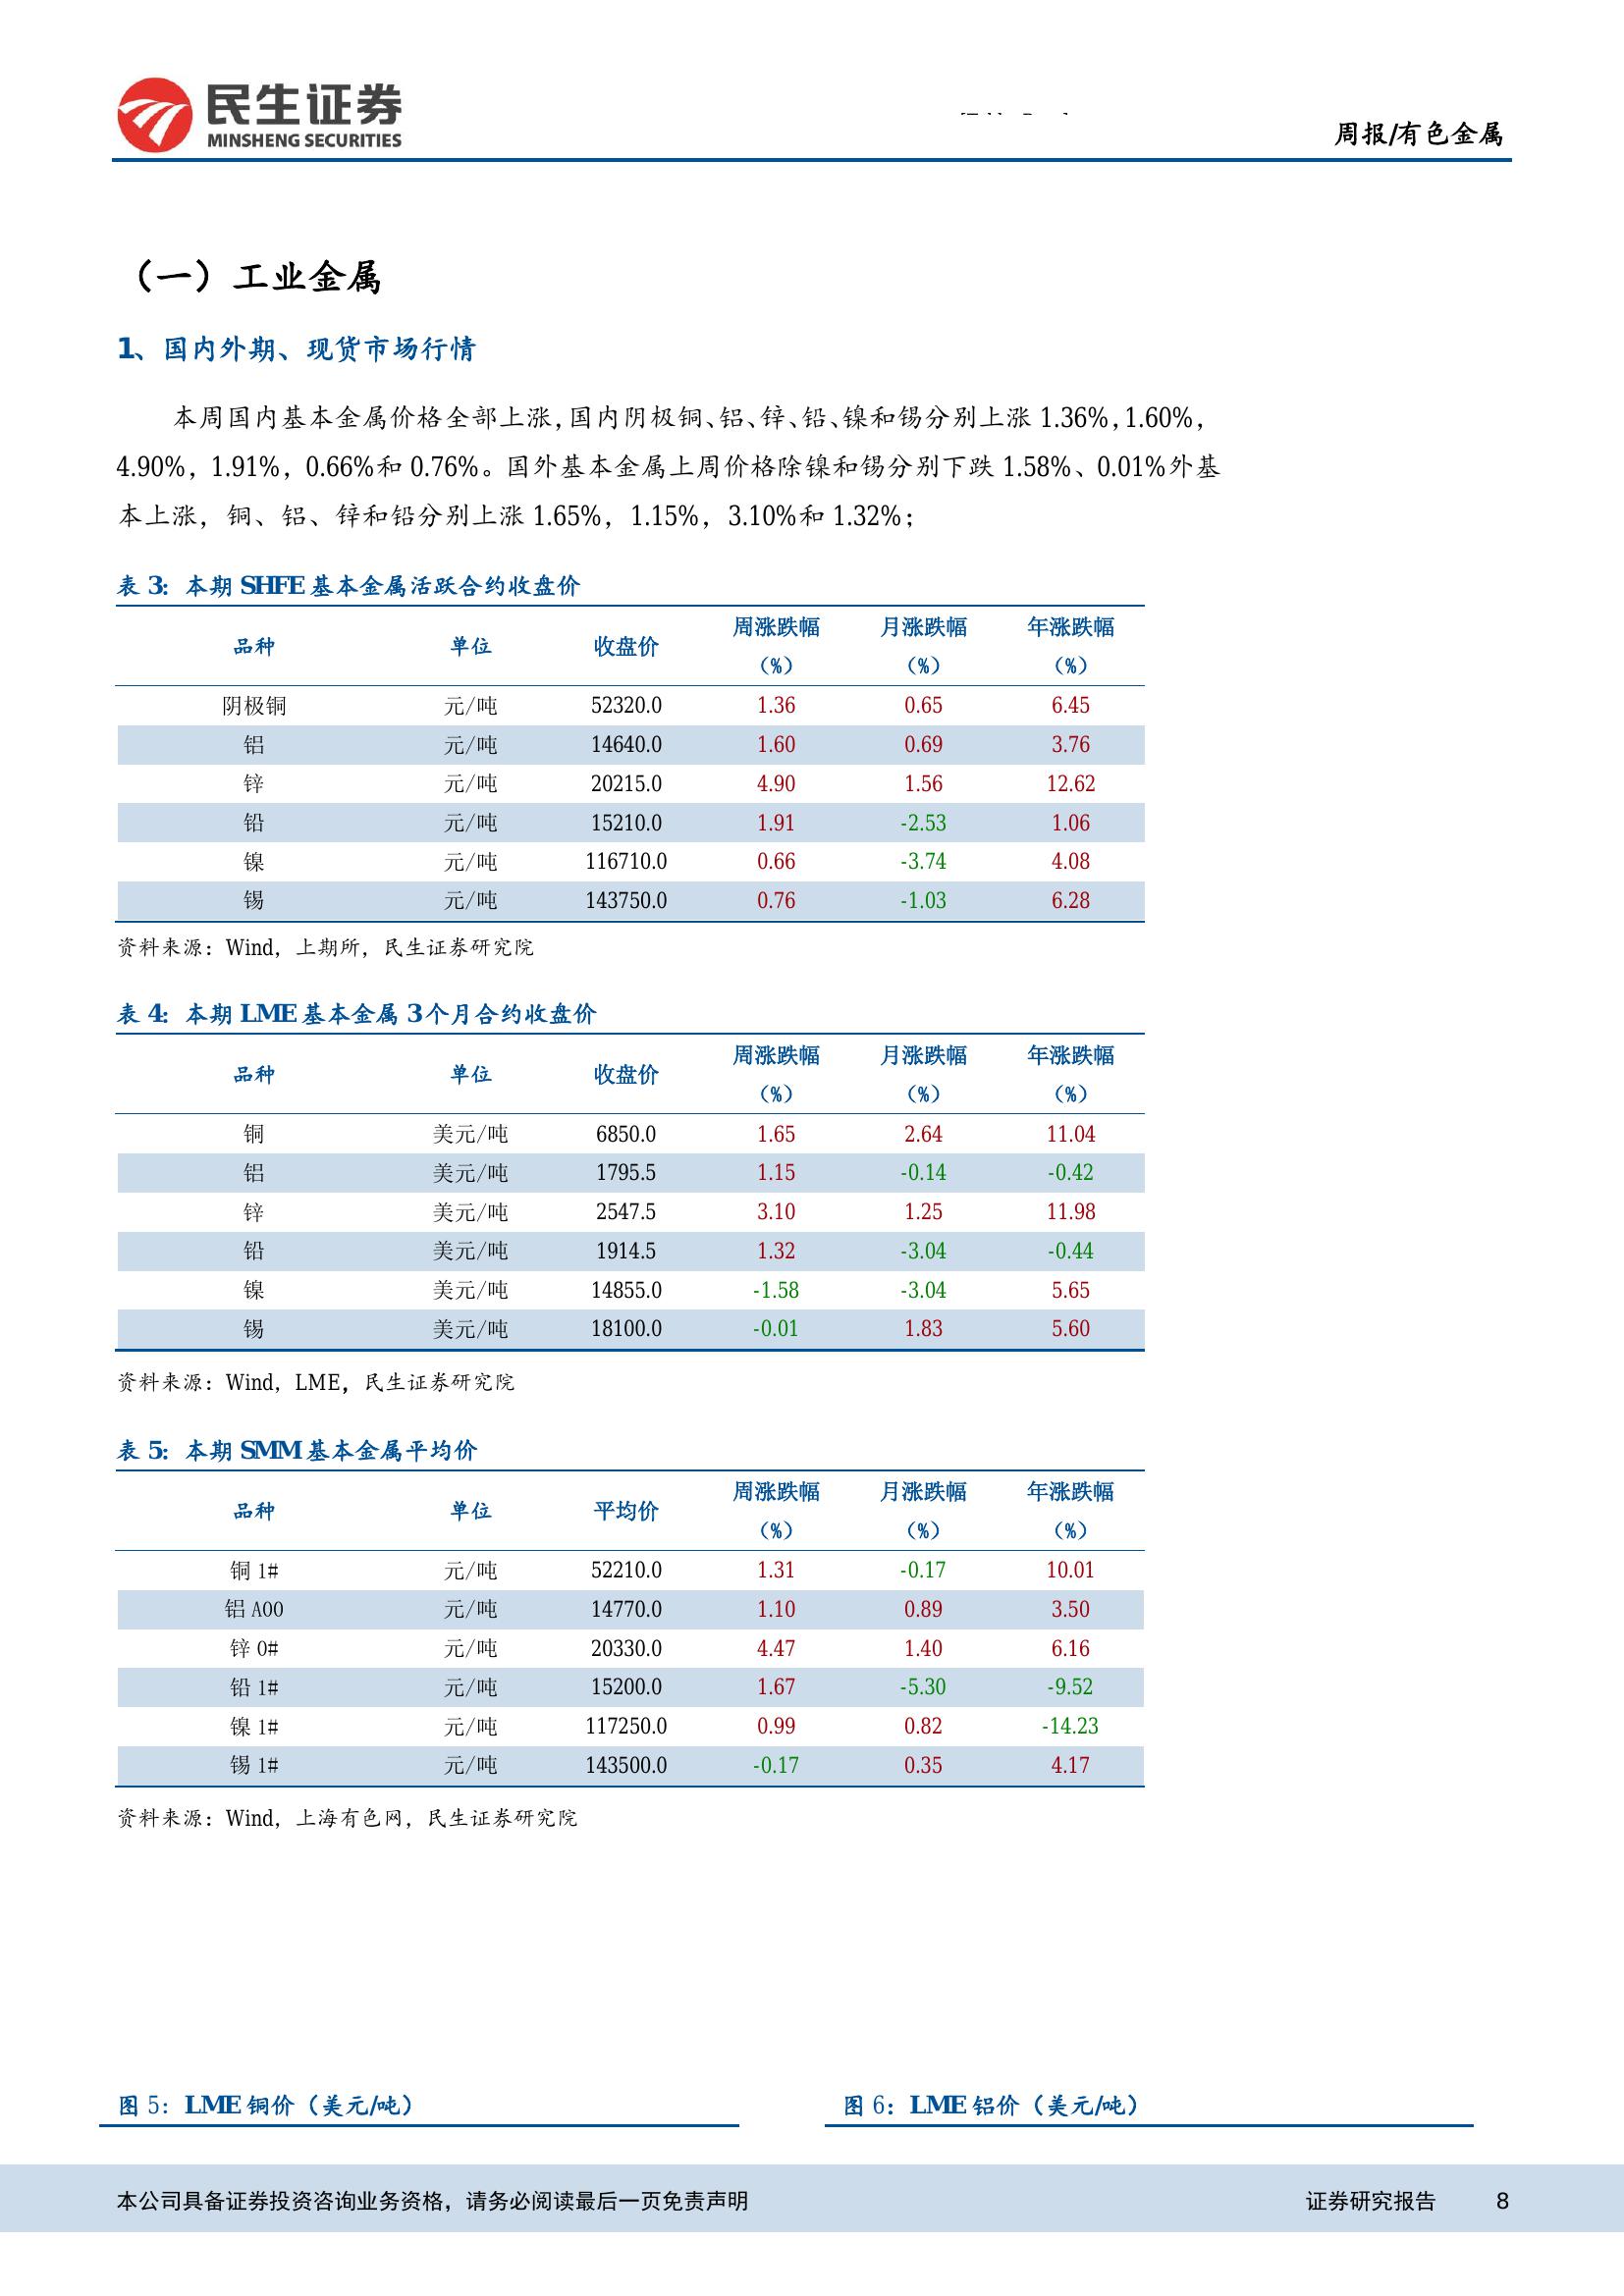 民生证券
MINSHENG SECURITIES
周报/有色金属
（一）工业金属
1、国内外期、现货市场行情
本周国内基本金属价格全部上涨，国内阴极铜、铝、锌、铅、镍和锡分别上涨 1.36%，1.60%，
4.90%，1.91%，0.66%和 0.76%。国外基本金属上周价格除镍和锡分别下跌 1.58%、0.01%外基
本上涨，铜、铝、锌和铅分别上涨 1.65%，1.15%，3.10%和 1.32%；
表 3：本期 SHFE 基本金属活跃合约收盘价
品种 单位 收盘价 周涨跌幅（%） 月涨跌幅（%） 年涨跌幅（%）
阴极铜 元/吨 52320.0 1.36 0.65 6.45
铝 元/吨 14640.0 1.60 0.69 3.76
锌 元/吨 20215.0 4.90 1.56 12.62
铅 元/吨 15210.0 1.91 -2.53 1.06
镍 元/吨 116710.0 0.66 -3.74 4.08
锡 元/吨 143750.0 0.76 -1.03 6.28
资料来源：Wind，上期所，民生证券研究院
表 4：本期 LME 基本金属 3 个月合约收盘价
品种 单位 收盘价 周涨跌幅（%） 月涨跌幅（%） 年涨跌幅（%）
铜 美元/吨 6850.0 1.65 2.64 11.04
铝 美元/吨 1795.5 1.15 -0.14 -0.42
锌 美元/吨 2547.5 3.10 1.25 11.98
铅 美元/吨 1914.5 1.32 -3.04 -0.44
镍 美元/吨 14855.0 -1.58 -3.04 5.65
锡 美元/吨 18100.0 -0.01 1.83 5.60
资料来源：Wind，LME，民生证券研究院
表 5：本期 SMM 基本金属平均价
品种 单位 平均价 周涨跌幅（%） 月涨跌幅（%） 年涨跌幅（%）
铜 1# 元/吨 52210.0 1.31 -0.17 10.01
铝 A00 元/吨 14770.0 1.10 0.89 3.50
锌 0# 元/吨 20330.0 4.47 1.40 6.16
铅 1# 元/吨 15200.0 1.67 -5.30 -9.52
镍 1# 元/吨 117250.0 0.99 0.82 -14.23
锡 1# 元/吨 143500.0 -0.17 0.35 4.17
资料来源：Wind，上海有色网，民生证券研究院
图 5：LME 铜价（美元/吨）
图 6：LME 铝价（美元/吨）
本公司具备证券投资咨询业务资格，请务必阅读最后一页免责声明
证券研究报告 8